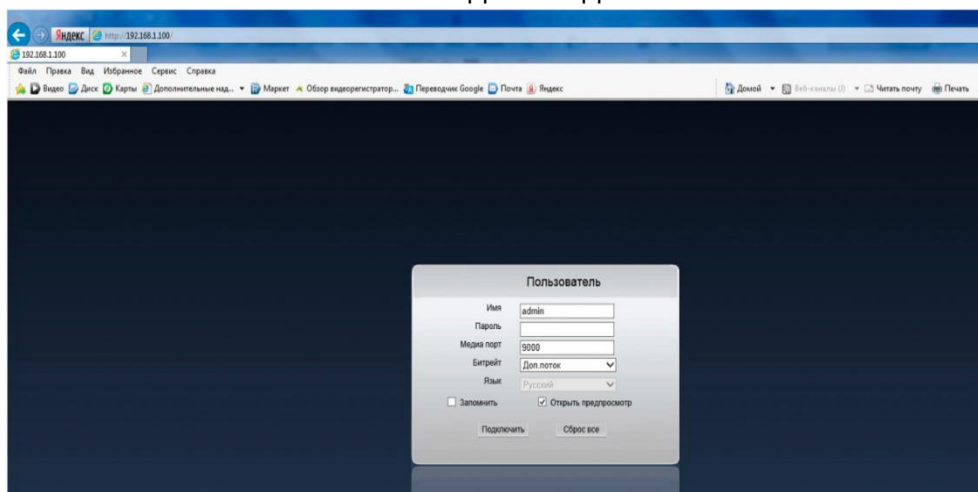 Яндекс http://192.168.1.100/
192.168.1.100 ×
Файл Правка Вид Избранное Сервис Справка
Видео Диск Карты Дополнительные над... Маркет Обзор видеорегистратор... Переводчик Google Почта Яндекс Домой Веб-каналы Читать почту Печать
Пользователь
Имя admin
Пароль
Медиа порт 9000
Битрейт Доп.поток
Язык Русский
Запомнить Открыть предпросмотр
Подключить Сброс все